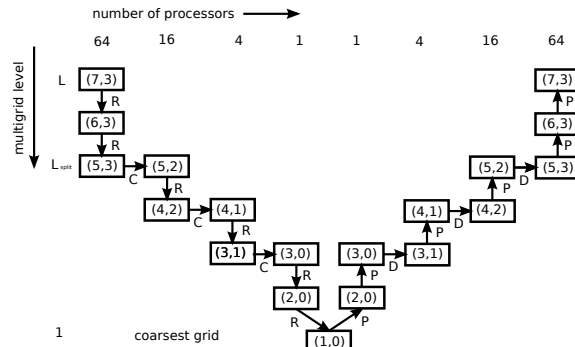 number of processors
64 16 4 1 1 4 16 64
multigrid level
L (7,3) (7,3)
R P
(6,3) (6,3)
R P
L split (5,3) (5,2) (5,2) (5,3)
C D
R P
(4,2) (4,1) (4,1) (4,2)
C D
R P
(3,1) (3,0) (3,0) (3,1)
C D
R P
(2,0) (2,0)
R P
1 coarsest grid (1,0)